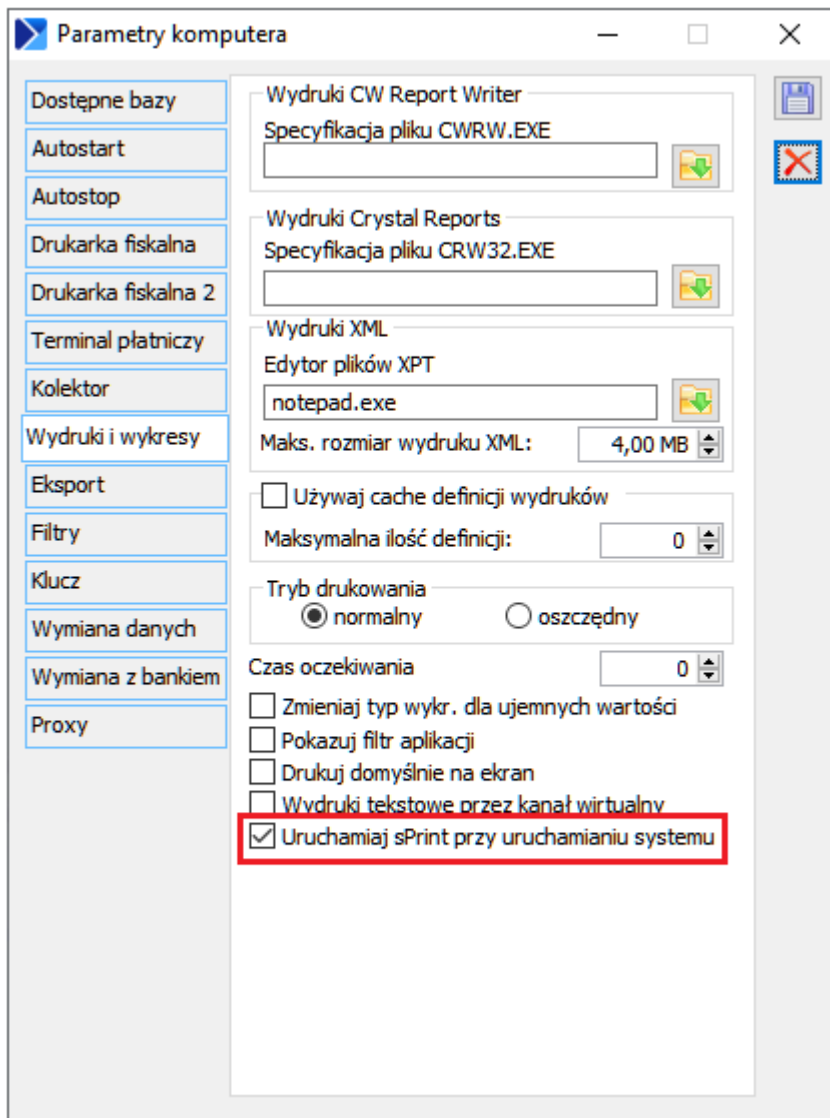 Parametry komputera
Dostępne bazy
Autostart
Autostop
Drukarka fiskalna
Drukarka fiskalna 2
Terminal płatniczy
Kolektor
Wydruki i wykresy
Eksport
Filtry
Klucz
Wymiana danych
Wymiana z bankiem
Proxy
Wydruki CW Report Writer
Specyfikacja pliku CWRW.EXE
Wydruki Crystal Reports
Specyfikacja pliku CRW32.EXE
Wydruki XML
Edytor plików XPT
notepad.exe
Maks. rozmiar wydruku XML: 4,00 MB
Używaj cache definicji wydruków
Maksymalna ilość definicji: 0
Tryb drukowania
normalny oszczędny
Czas oczekiwania 0
Zmieniaj typ wykr. dla ujemnych wartości
Pokazuj filtr aplikacji
Drukuj domyślnie na ekran
Wydruki tekstowe przez kanał wirtualny
Uruchamiaj sPrint przy uruchamianiu systemu